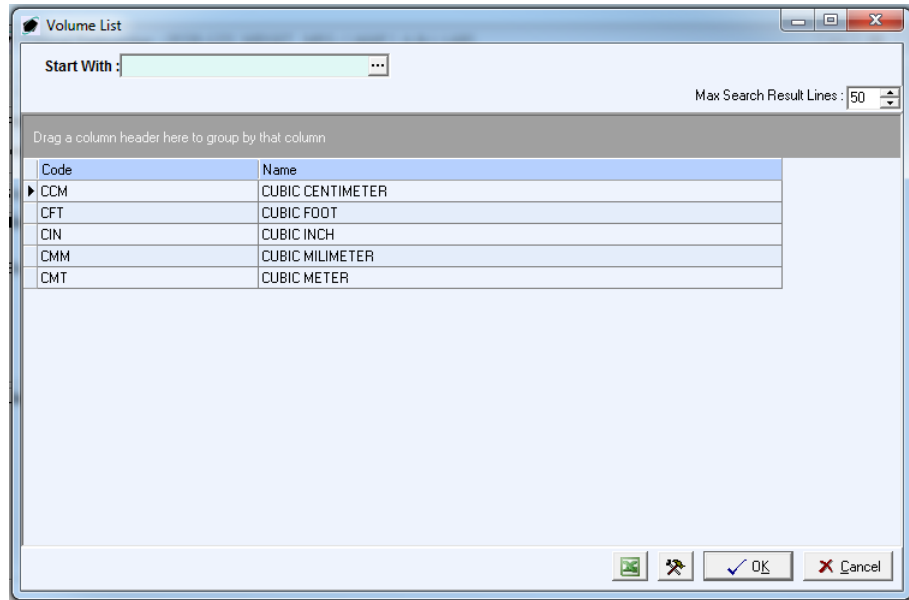 Volume List
Start With :
Max Search Result Lines : 50
Drag a column header here to group by that column
Code Name
CCM CUBIC CENTIMETER
CFT CUBIC FOOT
CIN CUBIC INCH
CMM CUBIC MILIMETER
CMT CUBIC METER
OK Cancel